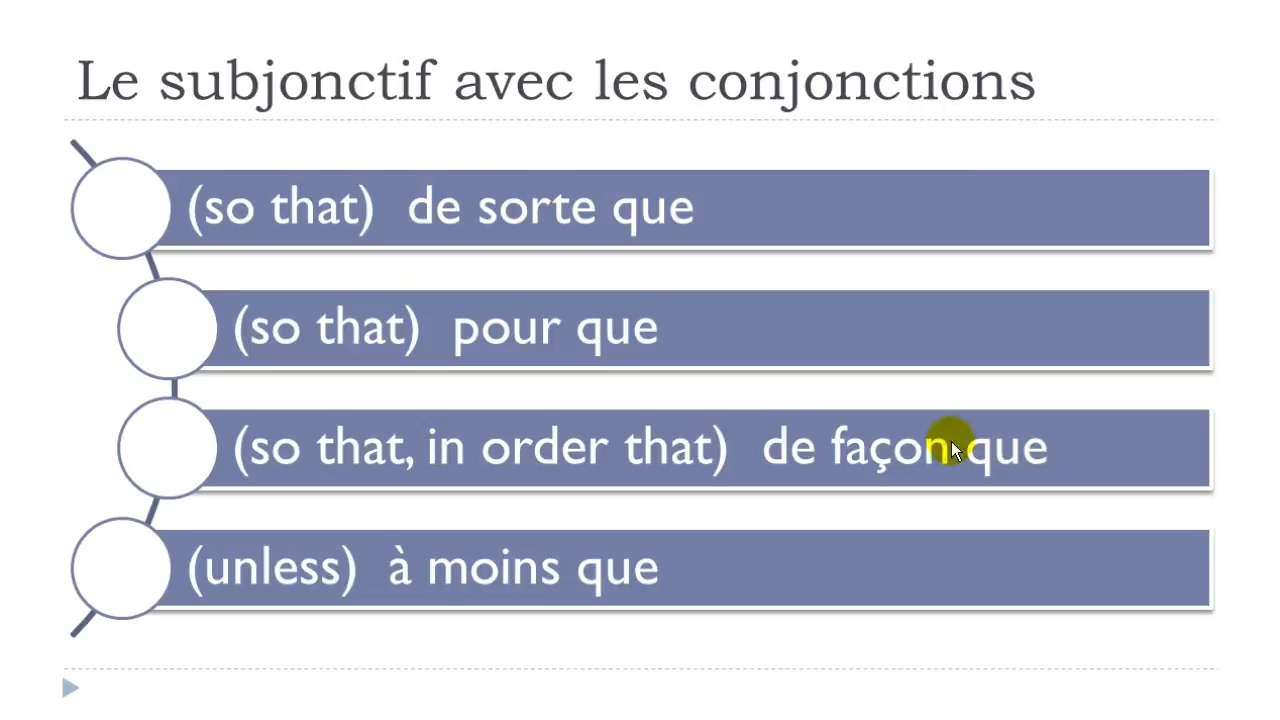 Le subjonctif avec les conjonctions
(so that) de sorte que
(so that) pour que
(so that, in order that) de façon que
(unless) à moins que